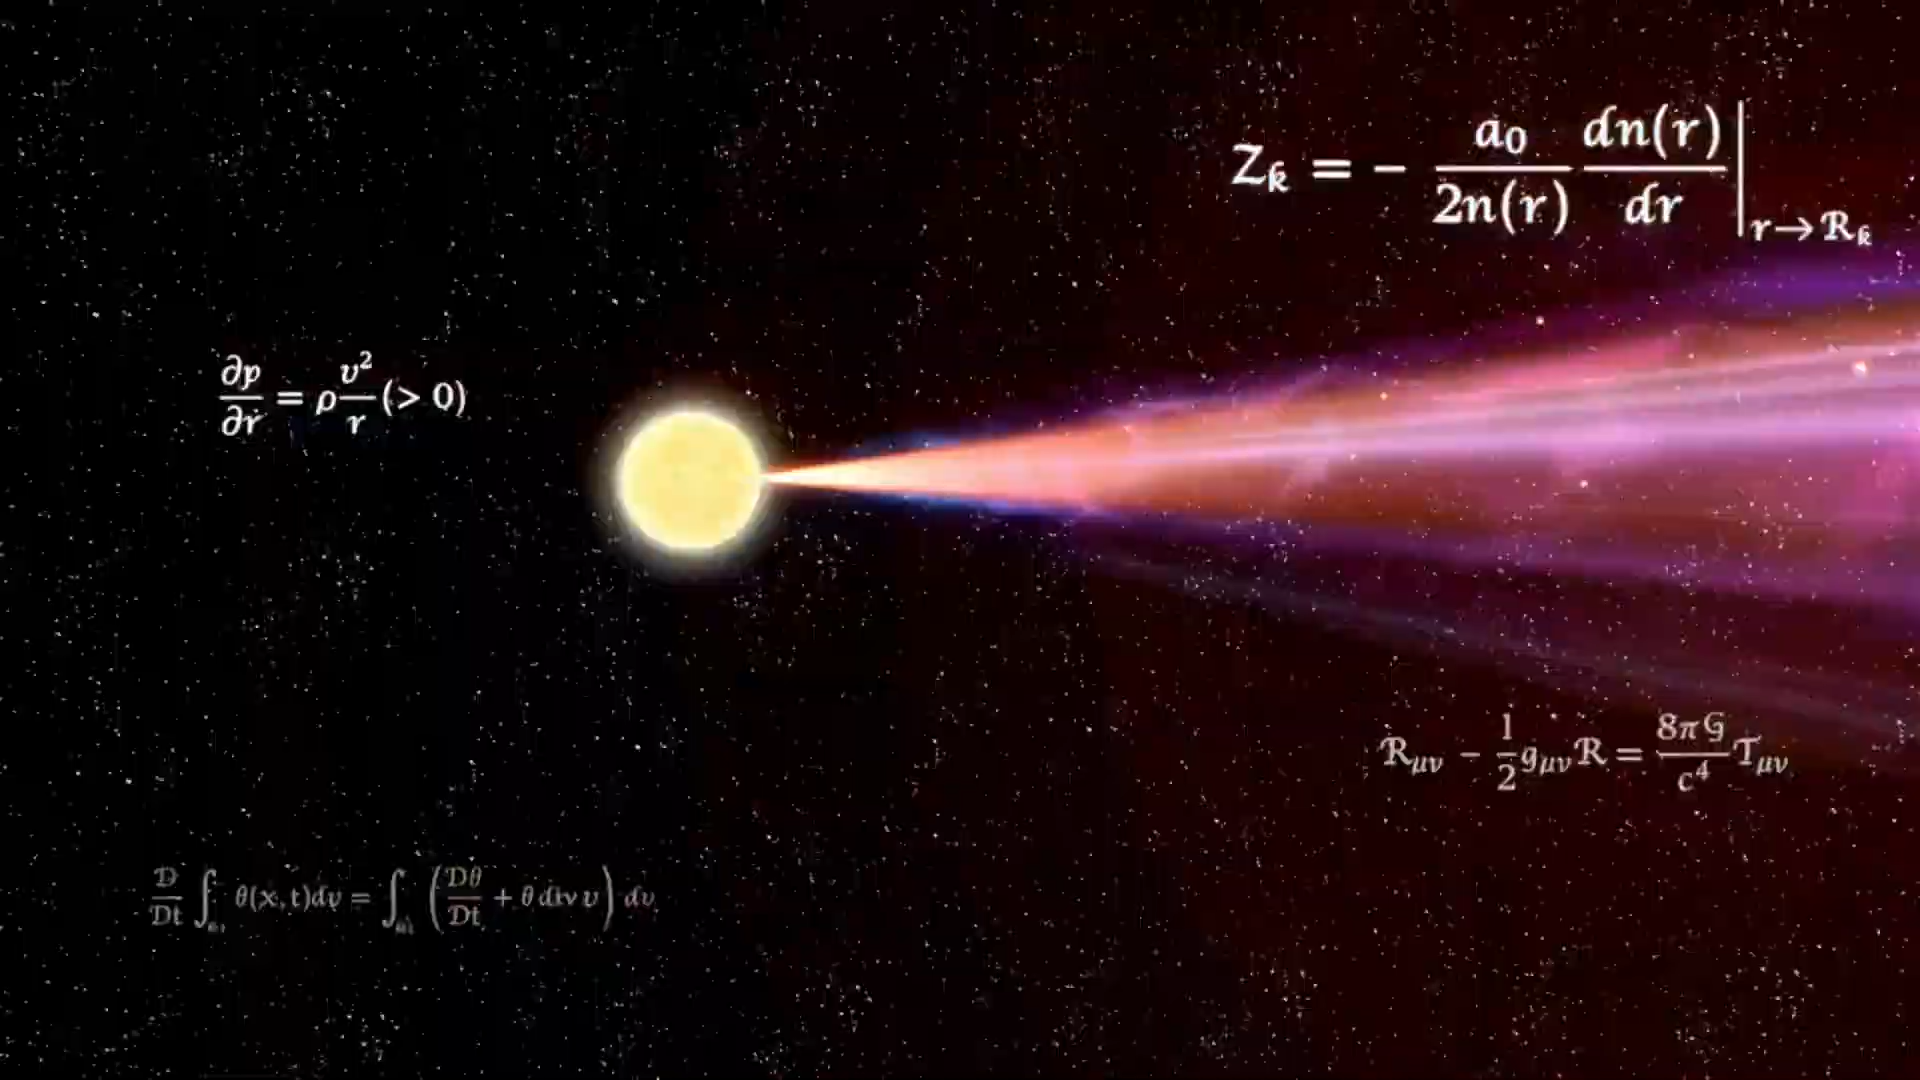 Z_k = - a_0/2n(r) dn(r)/dr |_{r→R_k}
∂p/∂r = ρ v²/r (> 0)
R_μν - 1/2 g_μν R = 8πG/c⁴ T_μν
D/Dt ∫ θ(x,t)dv = ∫ (Dθ/Dt + θ div v) dv